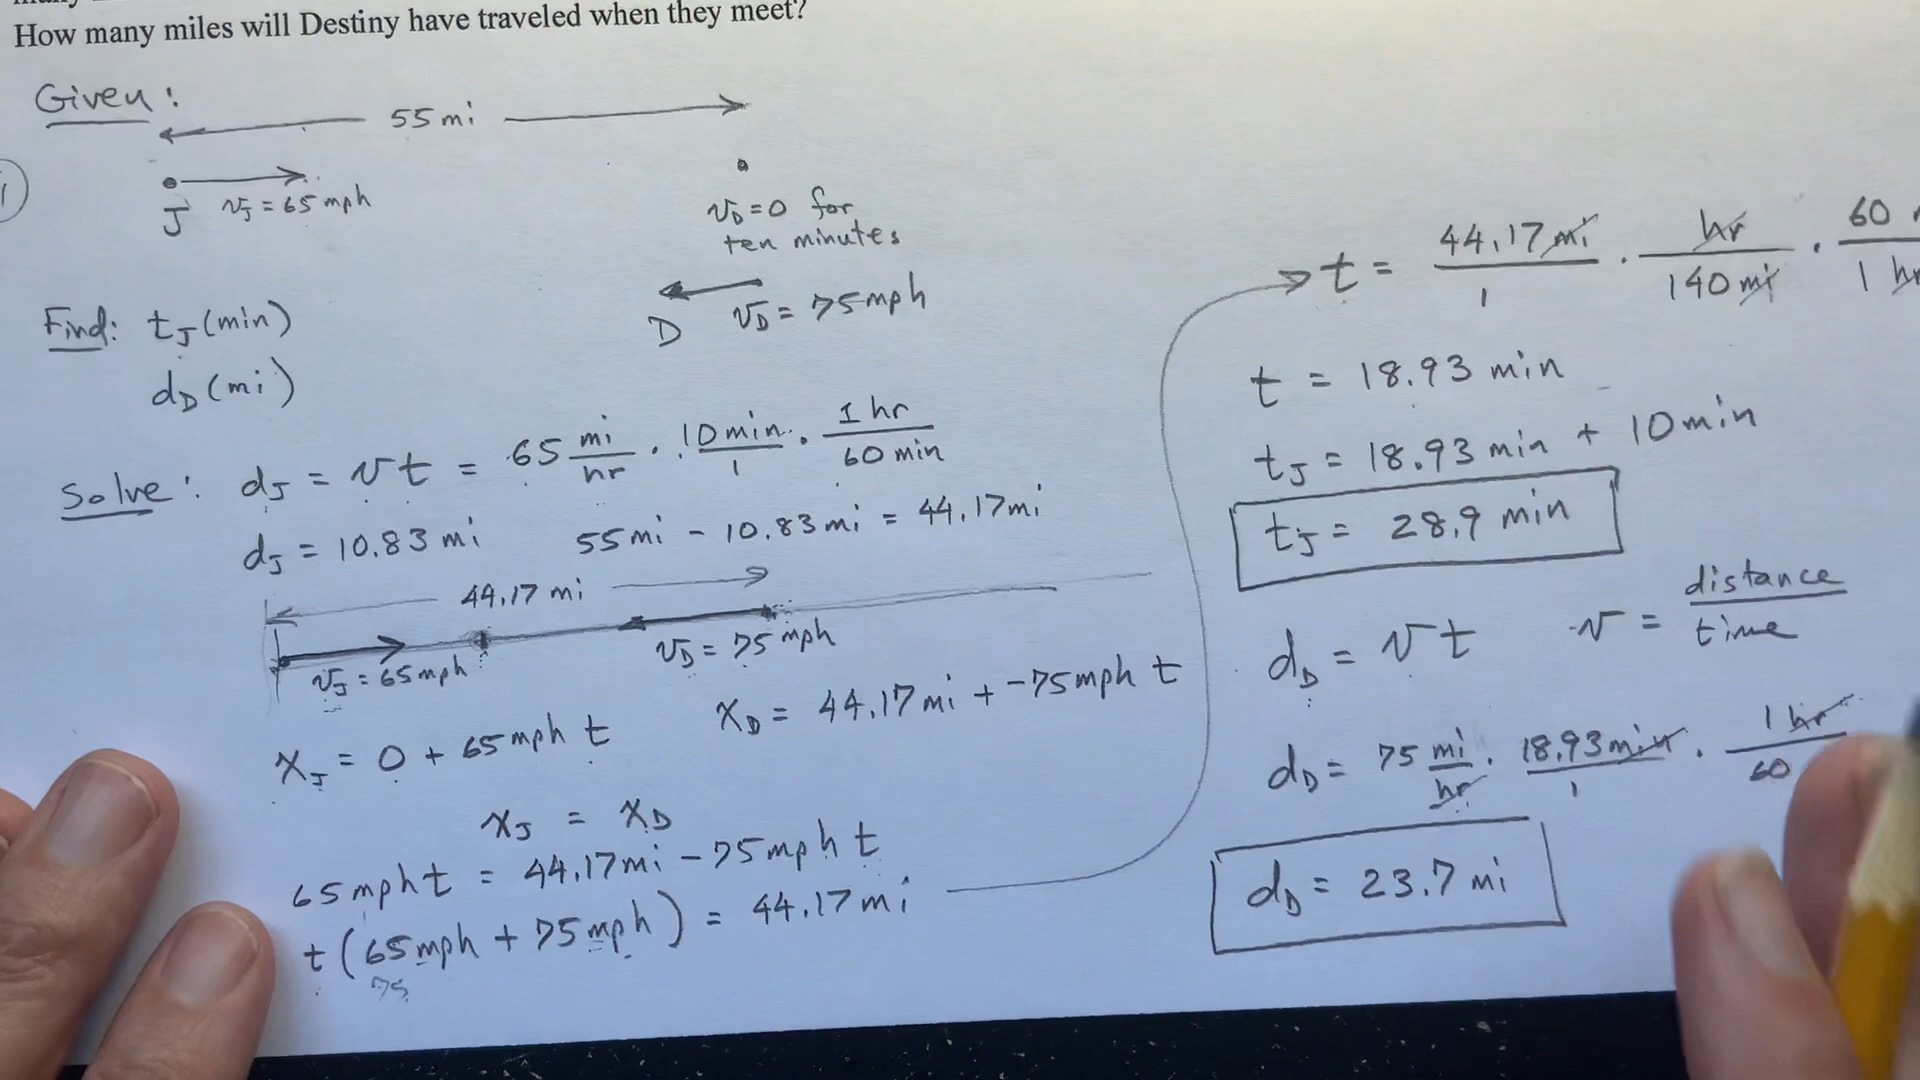 How many miles will Destiny have traveled when they meet?
Given:
55 mi
J v_J = 65 mph
v_D = 0 for
ten minutes
v_D = 75 mph
D
Find: t_J (min)
d_D (mi)
Solve: d_J = vt = 65 mi/hr · 10 min/1 · 1 hr/60 min
d_J = 10.83 mi 55 mi - 10.83 mi = 44.17 mi
44.17 mi
v_J = 65 mph v_D = 75 mph
x_J = 0 + 65 mph t x_D = 44.17 mi + -75 mph t
x_J = x_D
65 mph t = 44.17 mi - 75 mph t
t (65 mph + 75 mph) = 44.17 mi
75
t = 44.17 mi/1 · hr/140 mi · 60 /1 hr
t = 18.93 min
t_J = 18.93 min + 10 min
t_J = 28.9 min
d_D = vt v = distance/time
d_D = 75 mi/hr · 18.93 min/1 · 1 hr/60
d_D = 23.7 mi